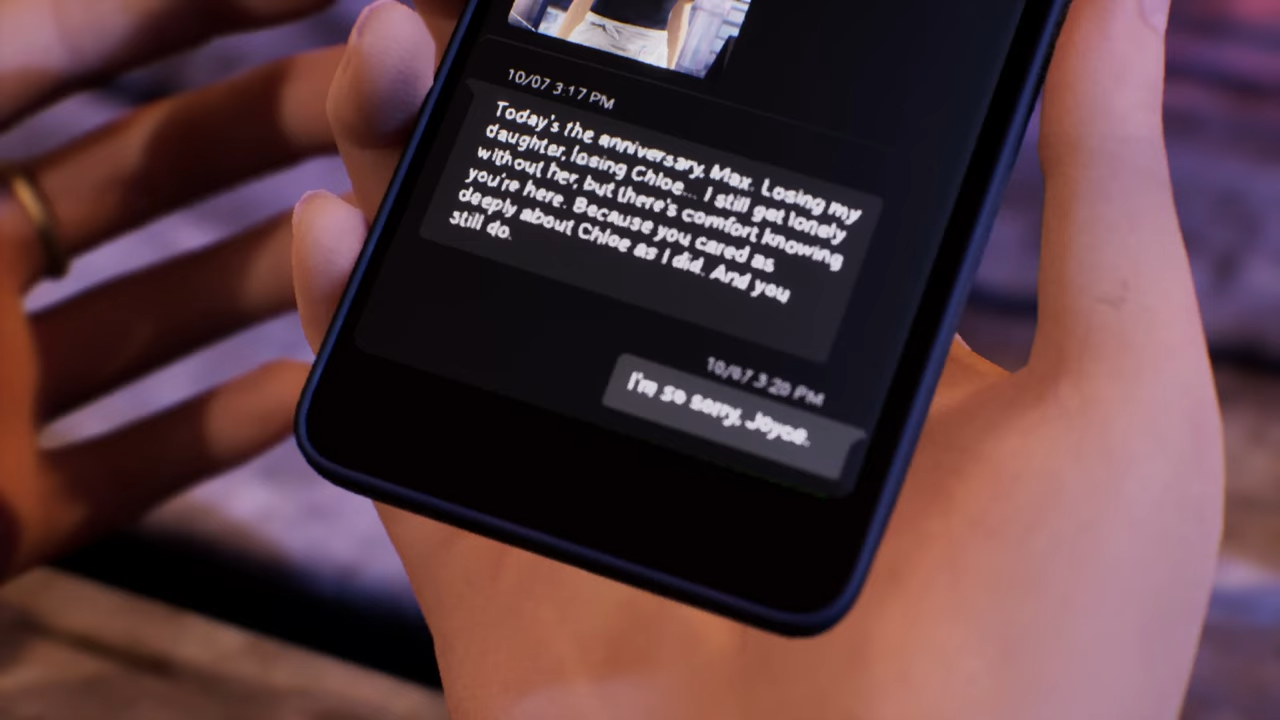 10/07 3:17 PM
Today's the anniversary, Max. Losing my
daughter, losing Chloe... I still get lonely
without her, but there's comfort knowing
you're here. Because you cared as
deeply about Chloe as I did. And you
still do.
10/07 3:20 PM
I'm so sorry, Joyce.